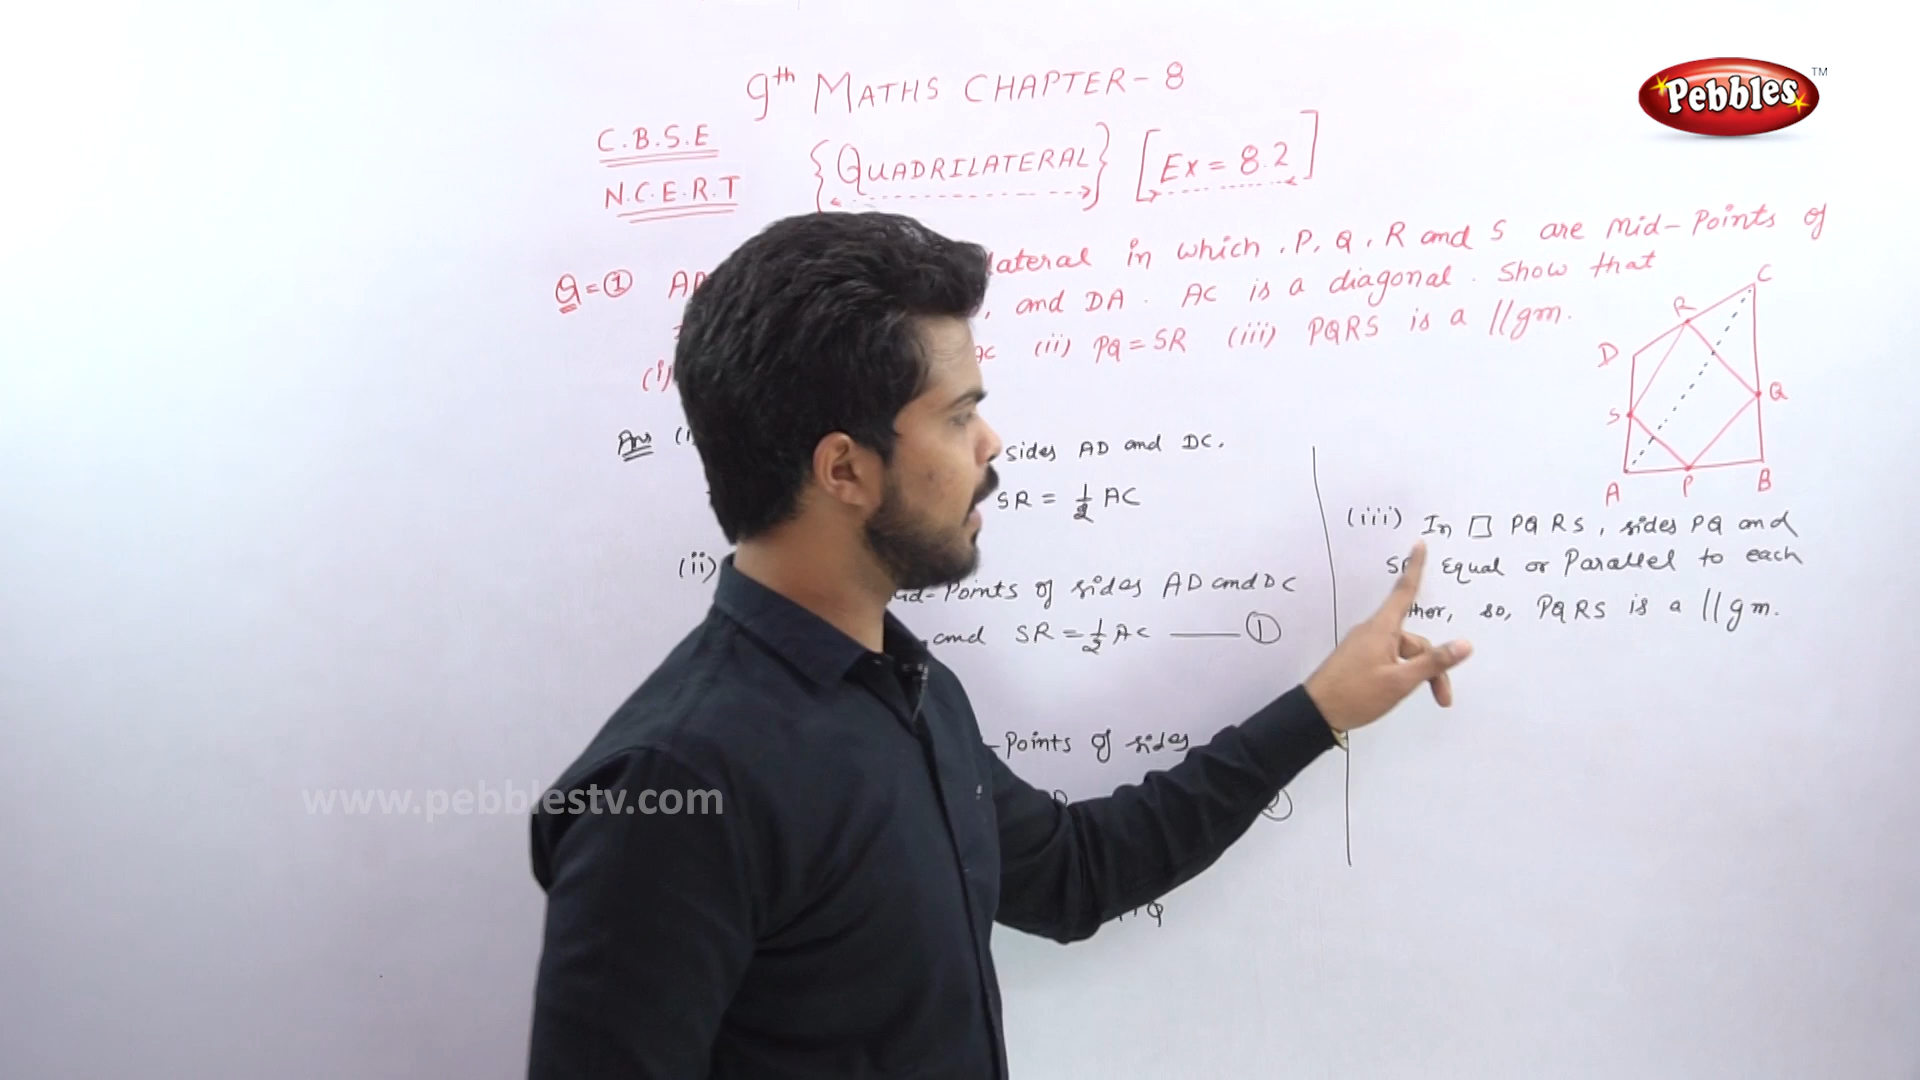 9th MATHS CHAPTER-8
Pebbles TM
C.B.S.E
N.C.E.R.T
{QUADRILATERAL} [Ex = 8.2]
Q=① lateral in which, P, Q, R and S are mid-Points of
, and DA. AC is a diagonal. Show that
(i) AC (ii) PQ=SR (iii) PQRS is a //gm.
C
R
D
Q
S
A P B
Ans (i) sides AD and DC.
SR = 1/2 AC
(ii) mid-Points of sides AD and DC
and SR = 1/2 AC —— ①
-Points of sides
②
Q
(iii) In □ PQRS, sides PQ and
SR Equal or Parallel to each
other, so, PQRS is a //gm.
www.pebblestv.com